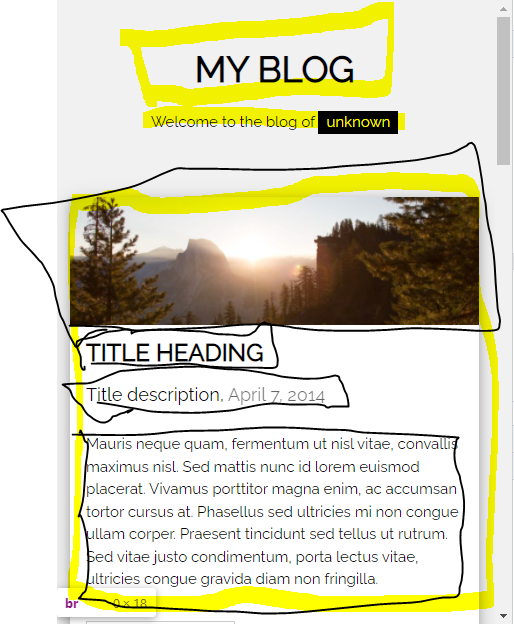 MY BLOG
Welcome to the blog of unknown
TITLE HEADING
Title description, April 7, 2014
Mauris neque quam, fermentum ut nisl vitae, convallis
maximus nisl. Sed mattis nunc id lorem euismod
placerat. Vivamus porttitor magna enim, ac accumsan
tortor cursus at. Phasellus sed ultricies mi non congue
ullam corper. Praesent tincidunt sed tellus ut rutrum.
Sed vitae justo condimentum, porta lectus vitae,
ultricies congue gravida diam non fringilla.
br 0 × 18